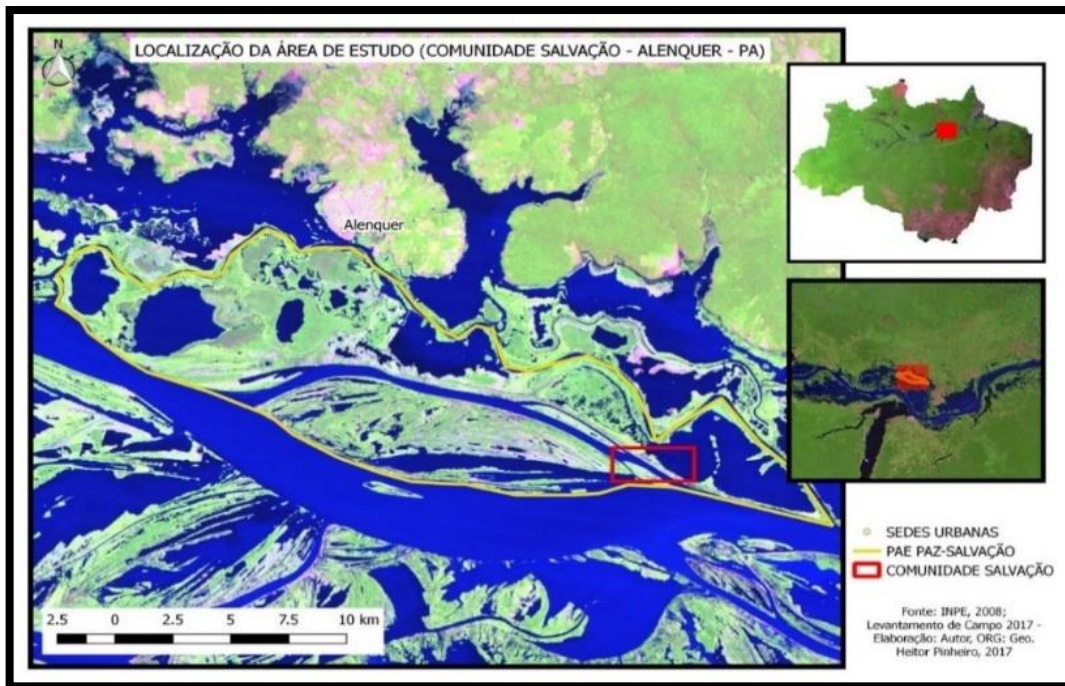 LOCALIZAÇÃO DA ÁREA DE ESTUDO (COMUNIDADE SALVAÇÃO - ALENQUER - PA)
N
Alenquer
SEDES URBANAS
PAE PAZ-SALVAÇÃO
COMUNIDADE SALVAÇÃO
2.5 0 2.5 5 7.5 10 km
Fonte: INPE, 2008;
Levantamento de Campo 2017 -
Elaboração: Autor, ORG: Geo.
Heitor Pinheiro, 2017